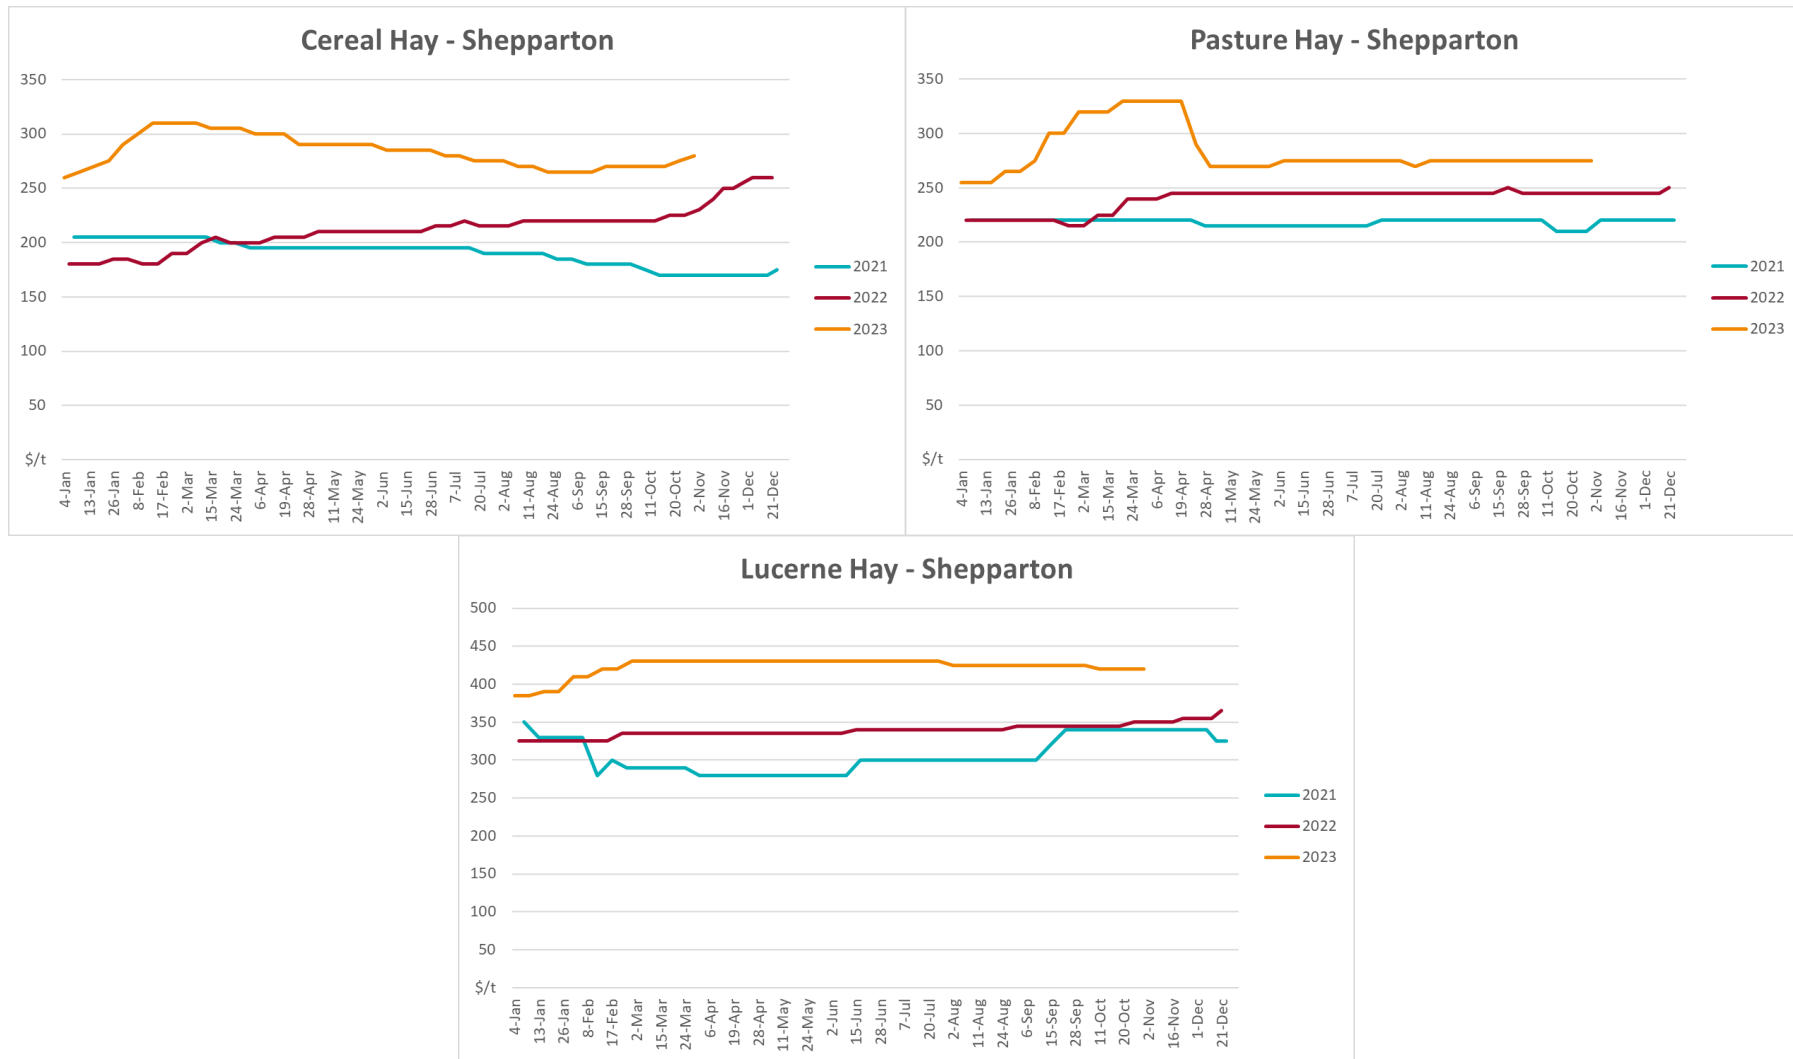 Cereal Hay - Shepparton
350
300
250
200
150
100
50
$/t
4-Jan
13-Jan
26-Jan
8-Feb
17-Feb
2-Mar
15-Mar
24-Mar
6-Apr
19-Apr
28-Apr
11-May
24-May
2-Jun
15-Jun
28-Jun
7-Jul
20-Jul
2-Aug
11-Aug
24-Aug
6-Sep
15-Sep
28-Sep
11-Oct
20-Oct
2-Nov
16-Nov
1-Dec
21-Dec
2021
2022
2023
Pasture Hay - Shepparton
350
300
250
200
150
100
50
$/t
4-Jan
13-Jan
26-Jan
8-Feb
17-Feb
2-Mar
15-Mar
24-Mar
6-Apr
19-Apr
28-Apr
11-May
24-May
2-Jun
15-Jun
28-Jun
7-Jul
20-Jul
2-Aug
11-Aug
24-Aug
6-Sep
15-Sep
28-Sep
11-Oct
20-Oct
2-Nov
16-Nov
1-Dec
21-Dec
2021
2022
2023
Lucerne Hay - Shepparton
500
450
400
350
300
250
200
150
100
50
$/t
4-Jan
13-Jan
26-Jan
8-Feb
17-Feb
2-Mar
15-Mar
24-Mar
6-Apr
19-Apr
28-Apr
11-May
24-May
2-Jun
15-Jun
28-Jun
7-Jul
20-Jul
2-Aug
11-Aug
24-Aug
6-Sep
15-Sep
28-Sep
11-Oct
20-Oct
2-Nov
16-Nov
1-Dec
21-Dec
2021
2022
2023